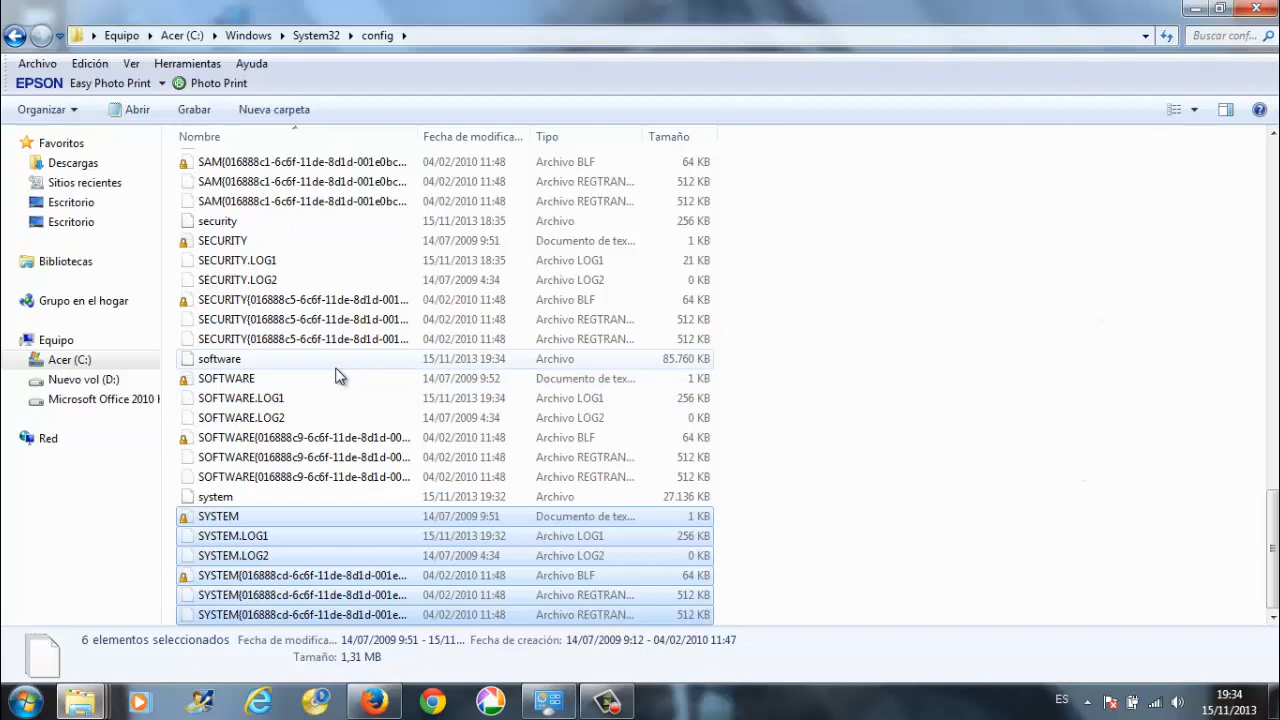 Equipo Acer (C:) Windows System32 config Buscar conf...
Archivo Edición Ver Herramientas Ayuda
EPSON Easy Photo Print Photo Print
Organizar Abrir Grabar Nueva carpeta
Nombre Fecha de modifica... Tipo Tamaño
Favoritos
Descargas
Sitios recientes
Escritorio
Escritorio
Bibliotecas
Grupo en el hogar
Equipo
Acer (C:)
Nuevo vol (D:)
Microsoft Office 2010
Red
SAM{016888c1-6c6f-11de-8d1d-001e0bc... 04/02/2010 11:48 Archivo BLF 64 KB
SAM{016888c1-6c6f-11de-8d1d-001e0bc... 04/02/2010 11:48 Archivo REGTRAN... 512 KB
SAM{016888c1-6c6f-11de-8d1d-001e0bc... 04/02/2010 11:48 Archivo REGTRAN... 512 KB
security 15/11/2013 18:35 Archivo 256 KB
SECURITY 14/07/2009 9:51 Documento de tex... 1 KB
SECURITY.LOG1 15/11/2013 18:35 Archivo LOG1 21 KB
SECURITY.LOG2 14/07/2009 4:34 Archivo LOG2 0 KB
SECURITY{016888c5-6c6f-11de-8d1d-001... 04/02/2010 11:48 Archivo BLF 64 KB
SECURITY{016888c5-6c6f-11de-8d1d-001... 04/02/2010 11:48 Archivo REGTRAN... 512 KB
SECURITY{016888c5-6c6f-11de-8d1d-001... 04/02/2010 11:48 Archivo REGTRAN... 512 KB
software 15/11/2013 19:34 Archivo 85.760 KB
SOFTWARE 14/07/2009 9:52 Documento de tex... 1 KB
SOFTWARE.LOG1 15/11/2013 19:34 Archivo LOG1 256 KB
SOFTWARE.LOG2 14/07/2009 4:34 Archivo LOG2 0 KB
SOFTWARE{016888c9-6c6f-11de-8d1d-00... 04/02/2010 11:48 Archivo BLF 64 KB
SOFTWARE{016888c9-6c6f-11de-8d1d-00... 04/02/2010 11:48 Archivo REGTRAN... 512 KB
SOFTWARE{016888c9-6c6f-11de-8d1d-00... 04/02/2010 11:48 Archivo REGTRAN... 512 KB
system 15/11/2013 19:32 Archivo 27.136 KB
SYSTEM 14/07/2009 9:51 Documento de tex... 1 KB
SYSTEM.LOG1 15/11/2013 19:32 Archivo LOG1 256 KB
SYSTEM.LOG2 14/07/2009 4:34 Archivo LOG2 0 KB
SYSTEM{016888cd-6c6f-11de-8d1d-001e... 04/02/2010 11:48 Archivo BLF 64 KB
SYSTEM{016888cd-6c6f-11de-8d1d-001e... 04/02/2010 11:48 Archivo REGTRAN... 512 KB
SYSTEM{016888cd-6c6f-11de-8d1d-001e... 04/02/2010 11:48 Archivo REGTRAN... 512 KB
6 elementos seleccionados Fecha de modifica... 14/07/2009 9:51 - 15/11... Fecha de creación: 14/07/2009 9:12 - 04/02/2010 11:47
Tamaño: 1,31 MB
ES 19:34
15/11/2013